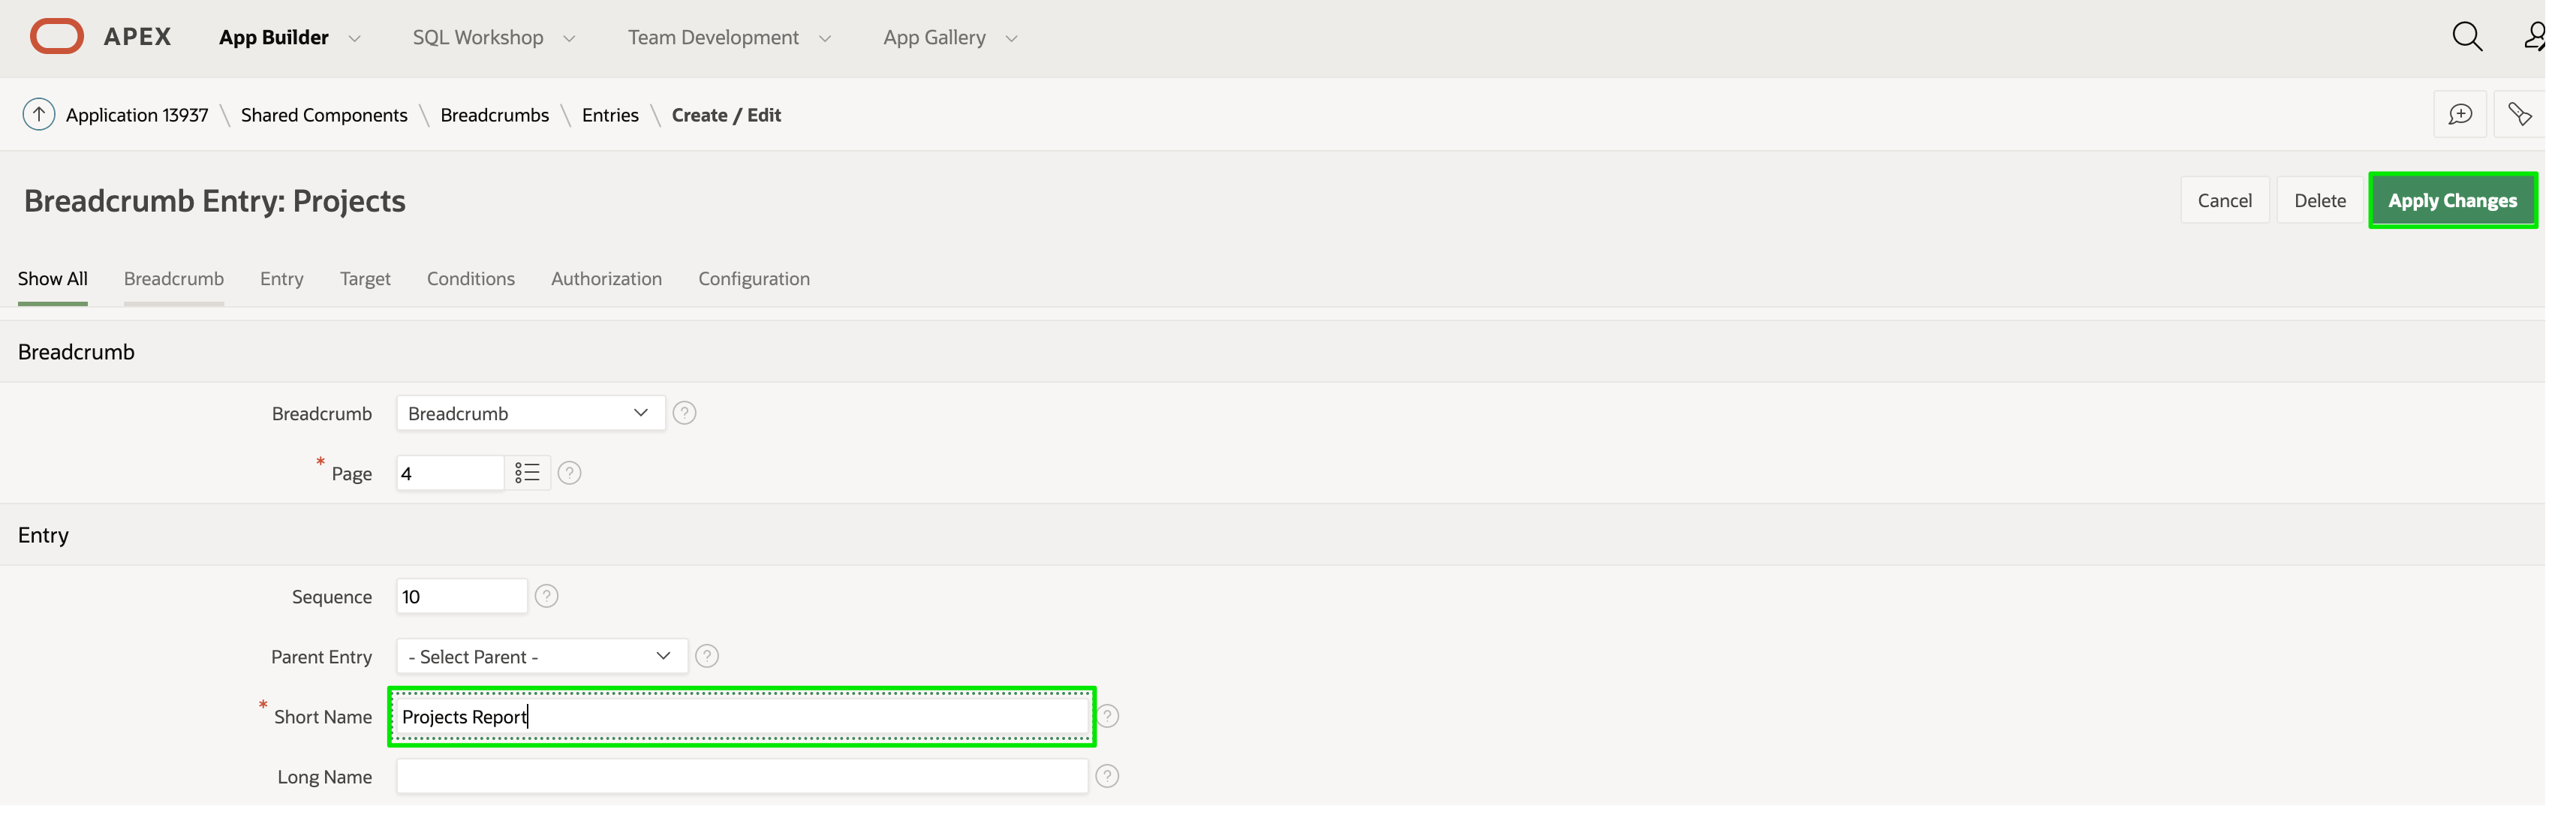 APEX App Builder SQL Workshop Team Development App Gallery
Application 13937 \ Shared Components \ Breadcrumbs \ Entries \ Create / Edit
Breadcrumb Entry: Projects Cancel Delete Apply Changes
Show All Breadcrumb Entry Target Conditions Authorization Configuration
Breadcrumb
Breadcrumb Breadcrumb ?
* Page 4 ?
Entry
Sequence 10 ?
Parent Entry - Select Parent - ?
* Short Name Projects Report ?
Long Name ?